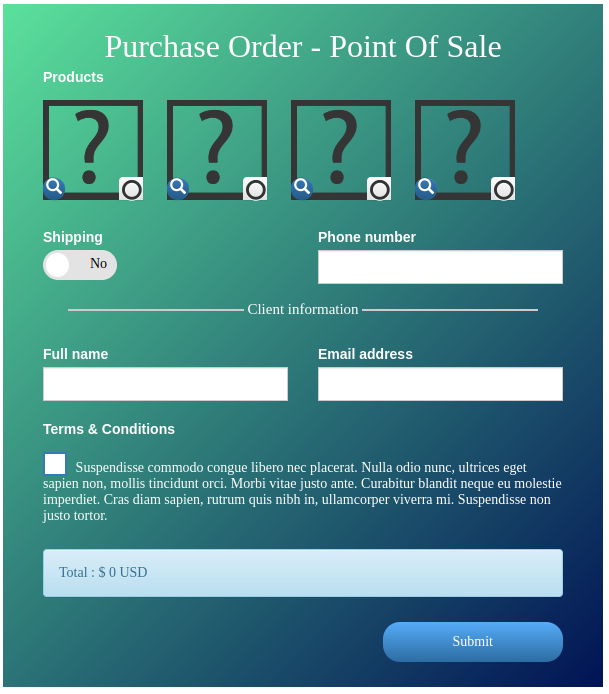 Purchase Order - Point Of Sale
Products
?
?
?
?
Shipping
Phone number
No
Client information
Full name
Email address
Terms & Conditions
Suspendisse commodo congue libero nec placerat. Nulla odio nunc, ultrices eget
sapien non, mollis tincidunt orci. Morbi vitae justo ante. Curabitur blandit neque eu molestie
imperdiet. Cras diam sapien, rutrum quis nibh in, ullamcorper viverra mi. Suspendisse non
justo tortor.
Total : $ 0 USD
Submit